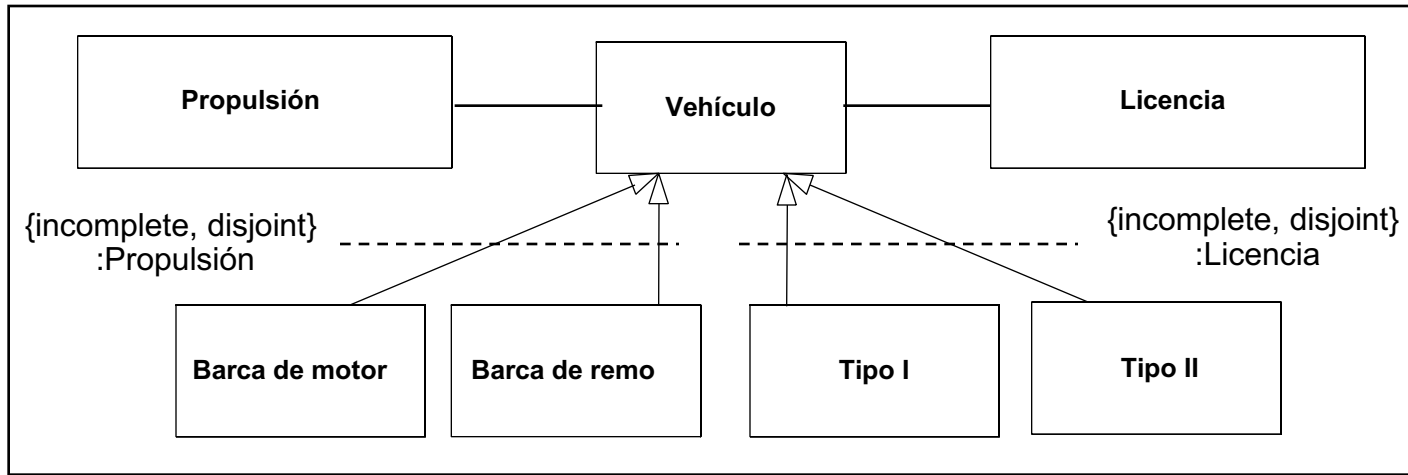 Propulsión
Vehículo
Licencia
{incomplete, disjoint}
:Propulsión
{incomplete, disjoint}
:Licencia
Barca de motor
Barca de remo
Tipo I
Tipo II